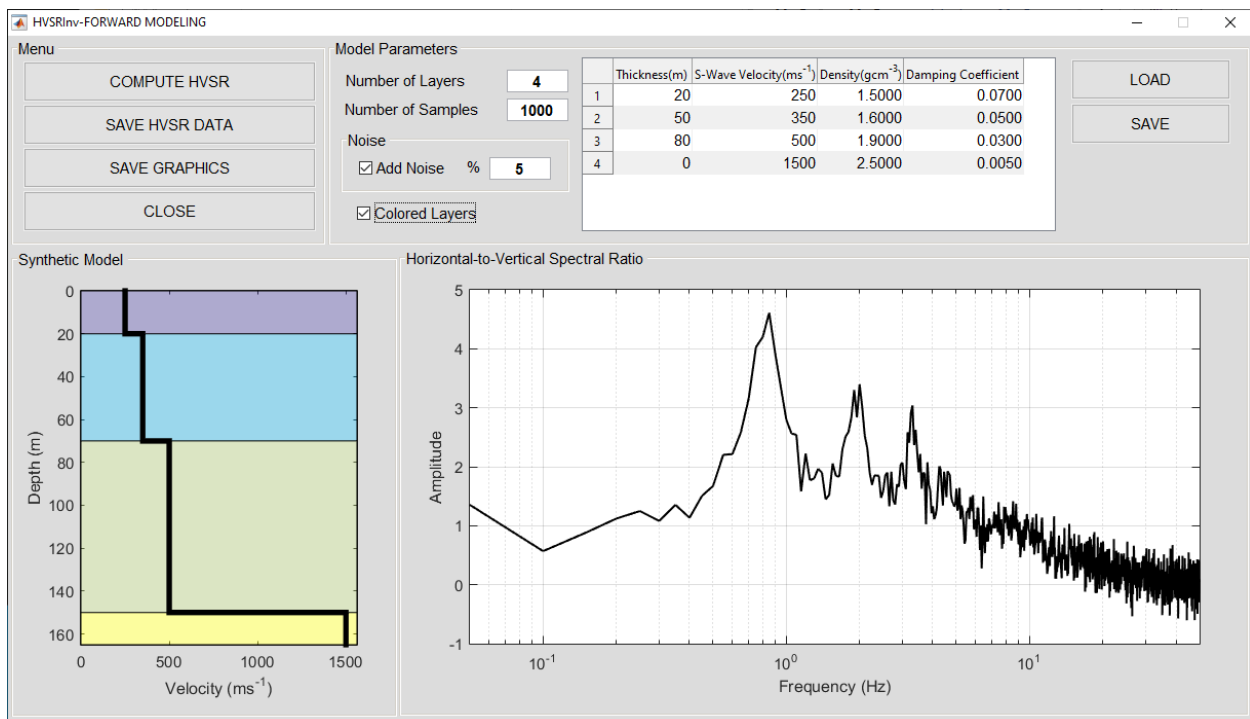 HVSRInv-FORWARD MODELING
Menu
COMPUTE HVSR
SAVE HVSR DATA
SAVE GRAPHICS
CLOSE
Model Parameters
Number of Layers 4
Number of Samples 1000
Noise
Add Noise % 5
Colored Layers
Thickness(m) S-Wave Velocity(ms⁻¹) Density(gcm⁻³) Damping Coefficient
1 20 250 1.5000 0.0700
2 50 350 1.6000 0.0500
3 80 500 1.9000 0.0300
4 0 1500 2.5000 0.0050
LOAD
SAVE
Synthetic Model
Depth (m)
0
20
40
60
80
100
120
140
160
0 500 1000 1500
Velocity (ms⁻¹)
Horizontal-to-Vertical Spectral Ratio
Amplitude
5
4
3
2
1
0
-1
10⁻¹ 10⁰ 10¹
Frequency (Hz)